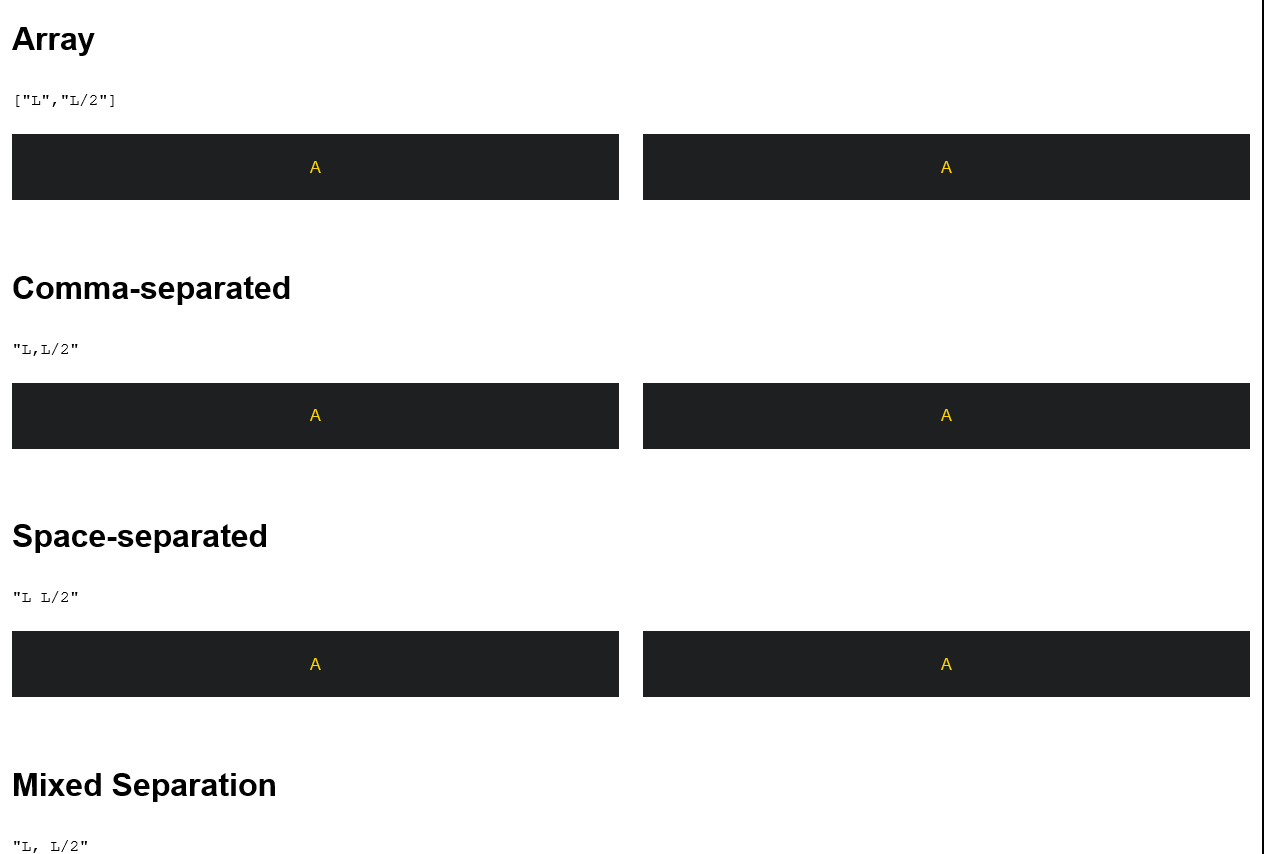 Array
["L","L/2"]
A A
Comma-separated
"L,L/2"
A A
Space-separated
"L L/2"
A A
Mixed Separation
"L, L/2"